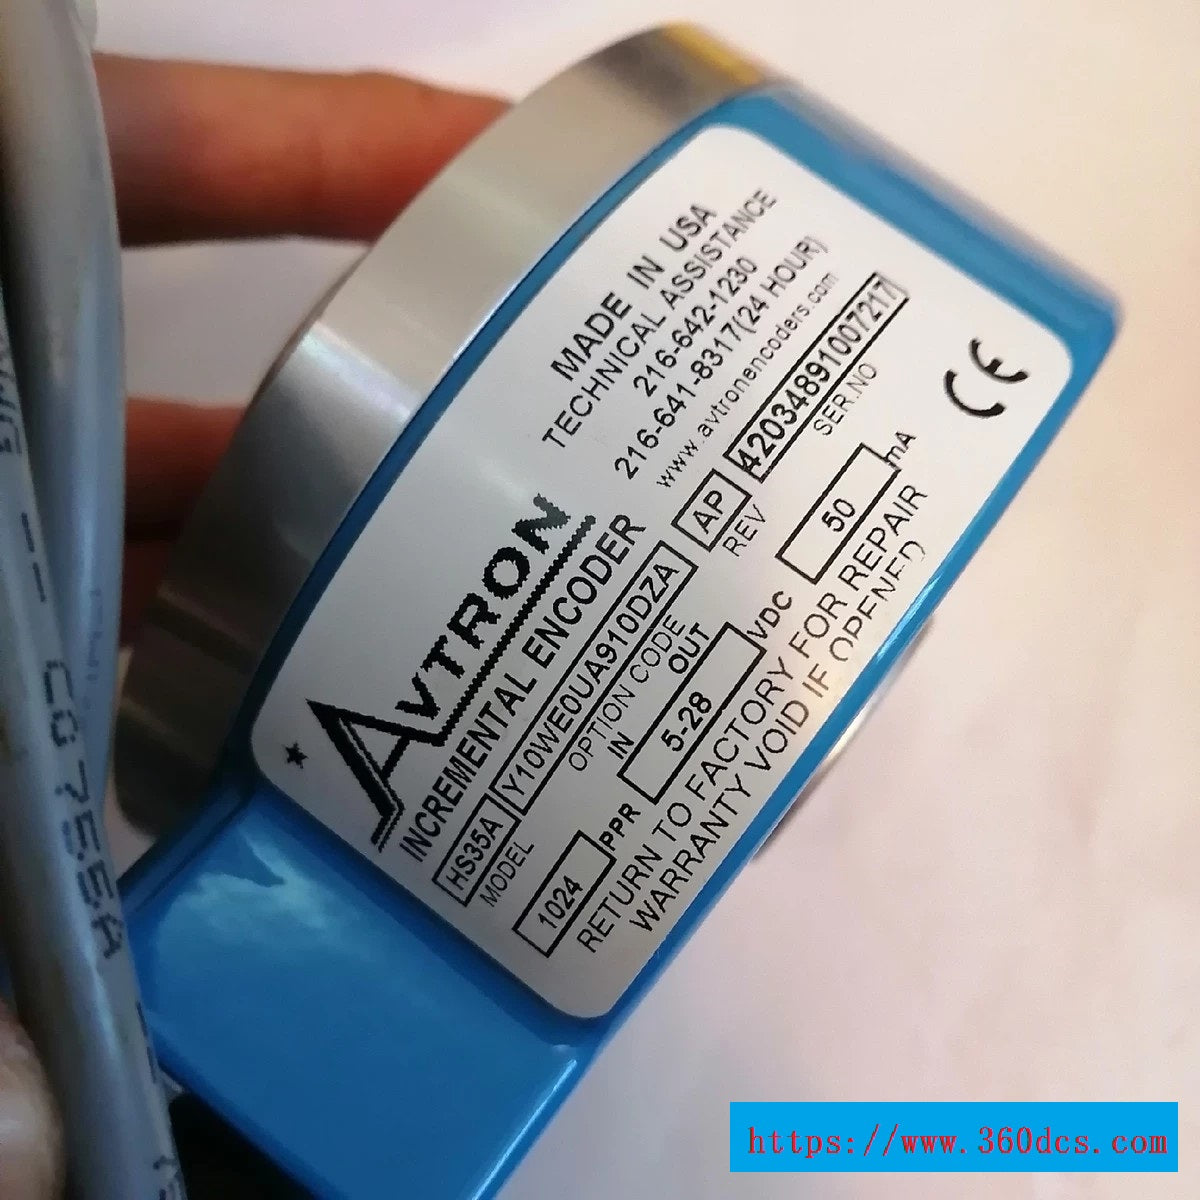 MADE IN USA
TECHNICAL ASSISTANCE
216-642-1230
216-641-8317(24 HOUR)
www.avtronencoders.com
AVTRON
INCREMENTAL ENCODER
HS35A Y10WE0UA910DZA AP 4203489100721​7
MODEL OPTION CODE REV SER.NO
IN OUT
1024 PPR 5-28 VDC 50 mA
RETURN TO FACTORY FOR REPAIR
WARRANTY VOID IF OPENED)
CE
https://www.360dcs.com